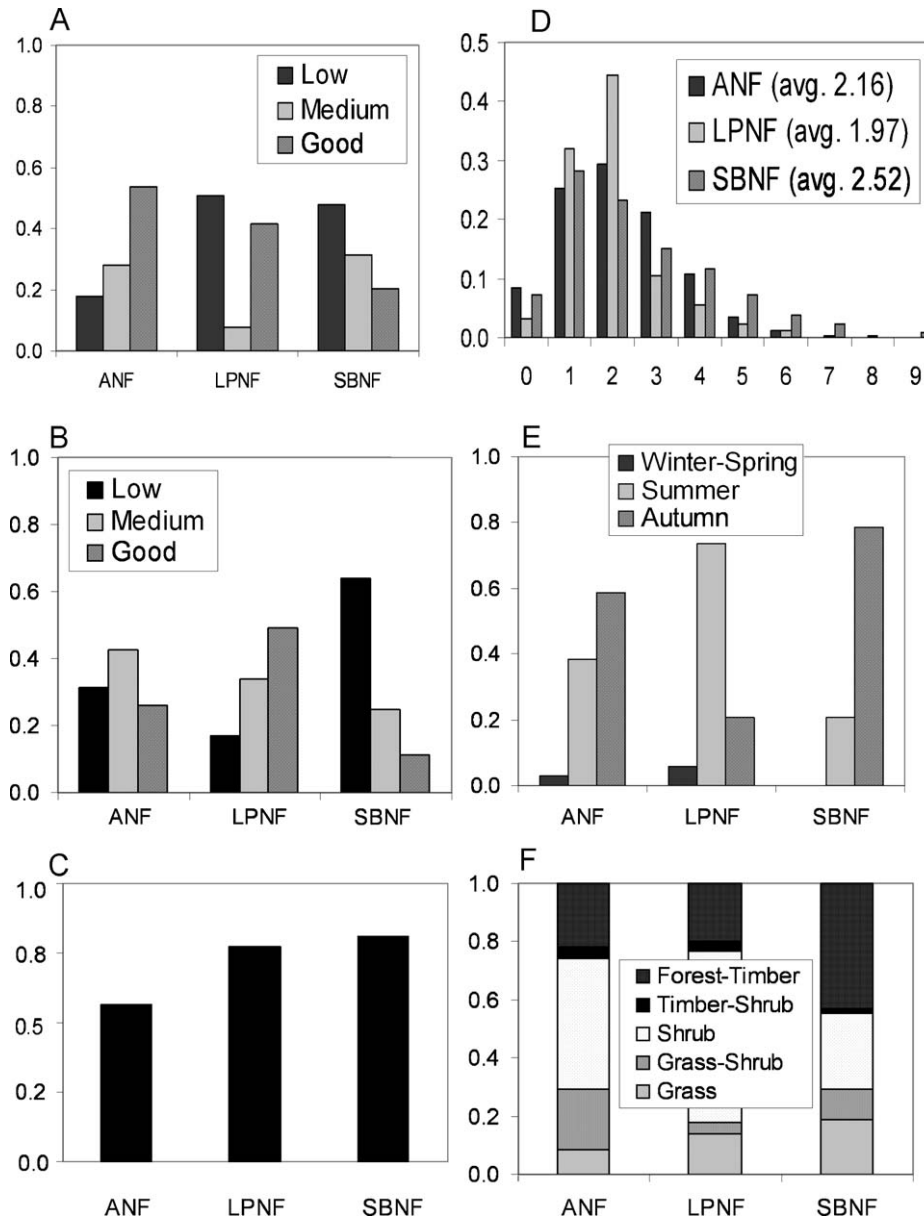 A
1.0
0.8
0.6
0.4
0.2
0.0
Low
Medium
Good
ANF LPNF SBNF
D
0.5
0.4
0.3
0.2
0.1
0.0
ANF (avg. 2.16)
LPNF (avg. 1.97)
SBNF (avg. 2.52)
0 1 2 3 4 5 6 7 8 9
B
1.0
0.8
0.6
0.4
0.2
0.0
Low
Medium
Good
ANF LPNF SBNF
E
1.0
0.8
0.6
0.4
0.2
0.0
Winter-Spring
Summer
Autumn
ANF LPNF SBNF
C
1.0
0.8
0.5
0.2
0.0
ANF LPNF SBNF
F
1.0
0.8
0.6
0.4
0.2
0.0
Forest-Timber
Timber-Shrub
Shrub
Grass-Shrub
Grass
ANF LPNF SBNF